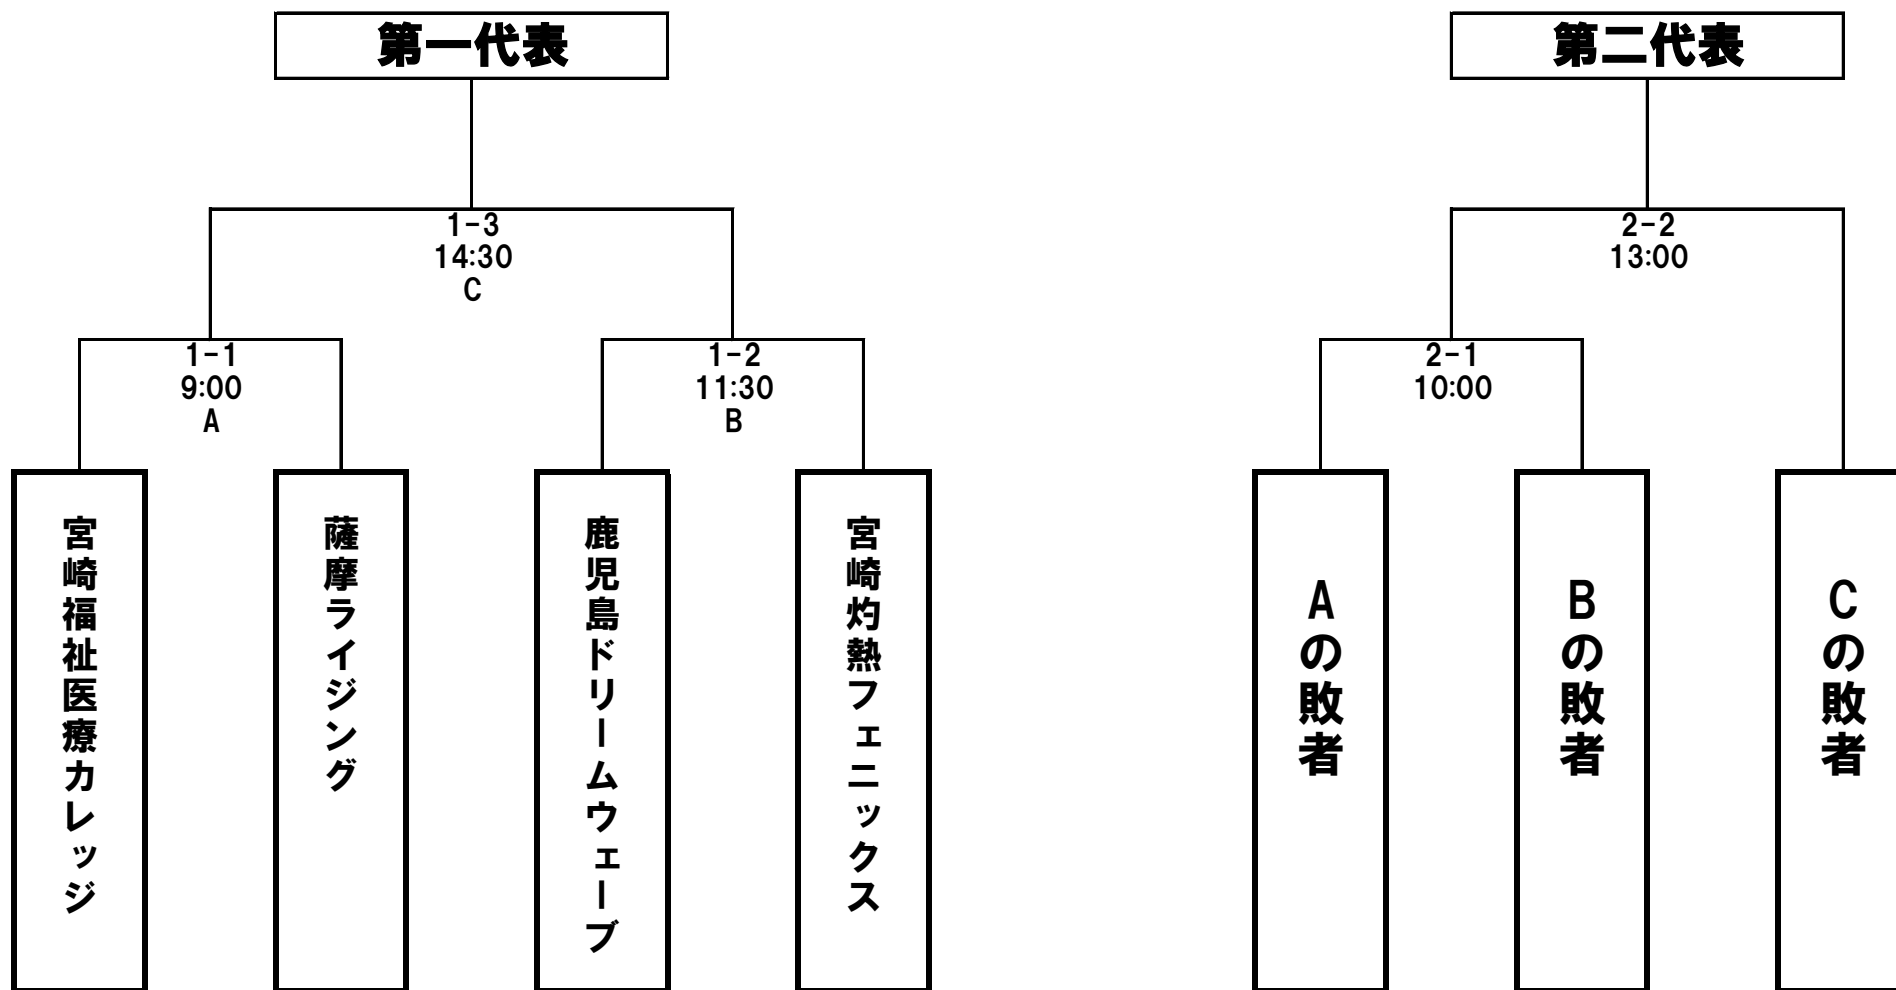 第一代表
1-3
14:30
C
1-1
9:00
A
1-2
11:30
B
宮崎福祉医療カレッジ
薩摩ライジング
鹿児島ドリームウェーブ
宮崎灼熱フェニックス
第二代表
2-2
13:00
2-1
10:00
Aの敗者
Bの敗者
Cの敗者